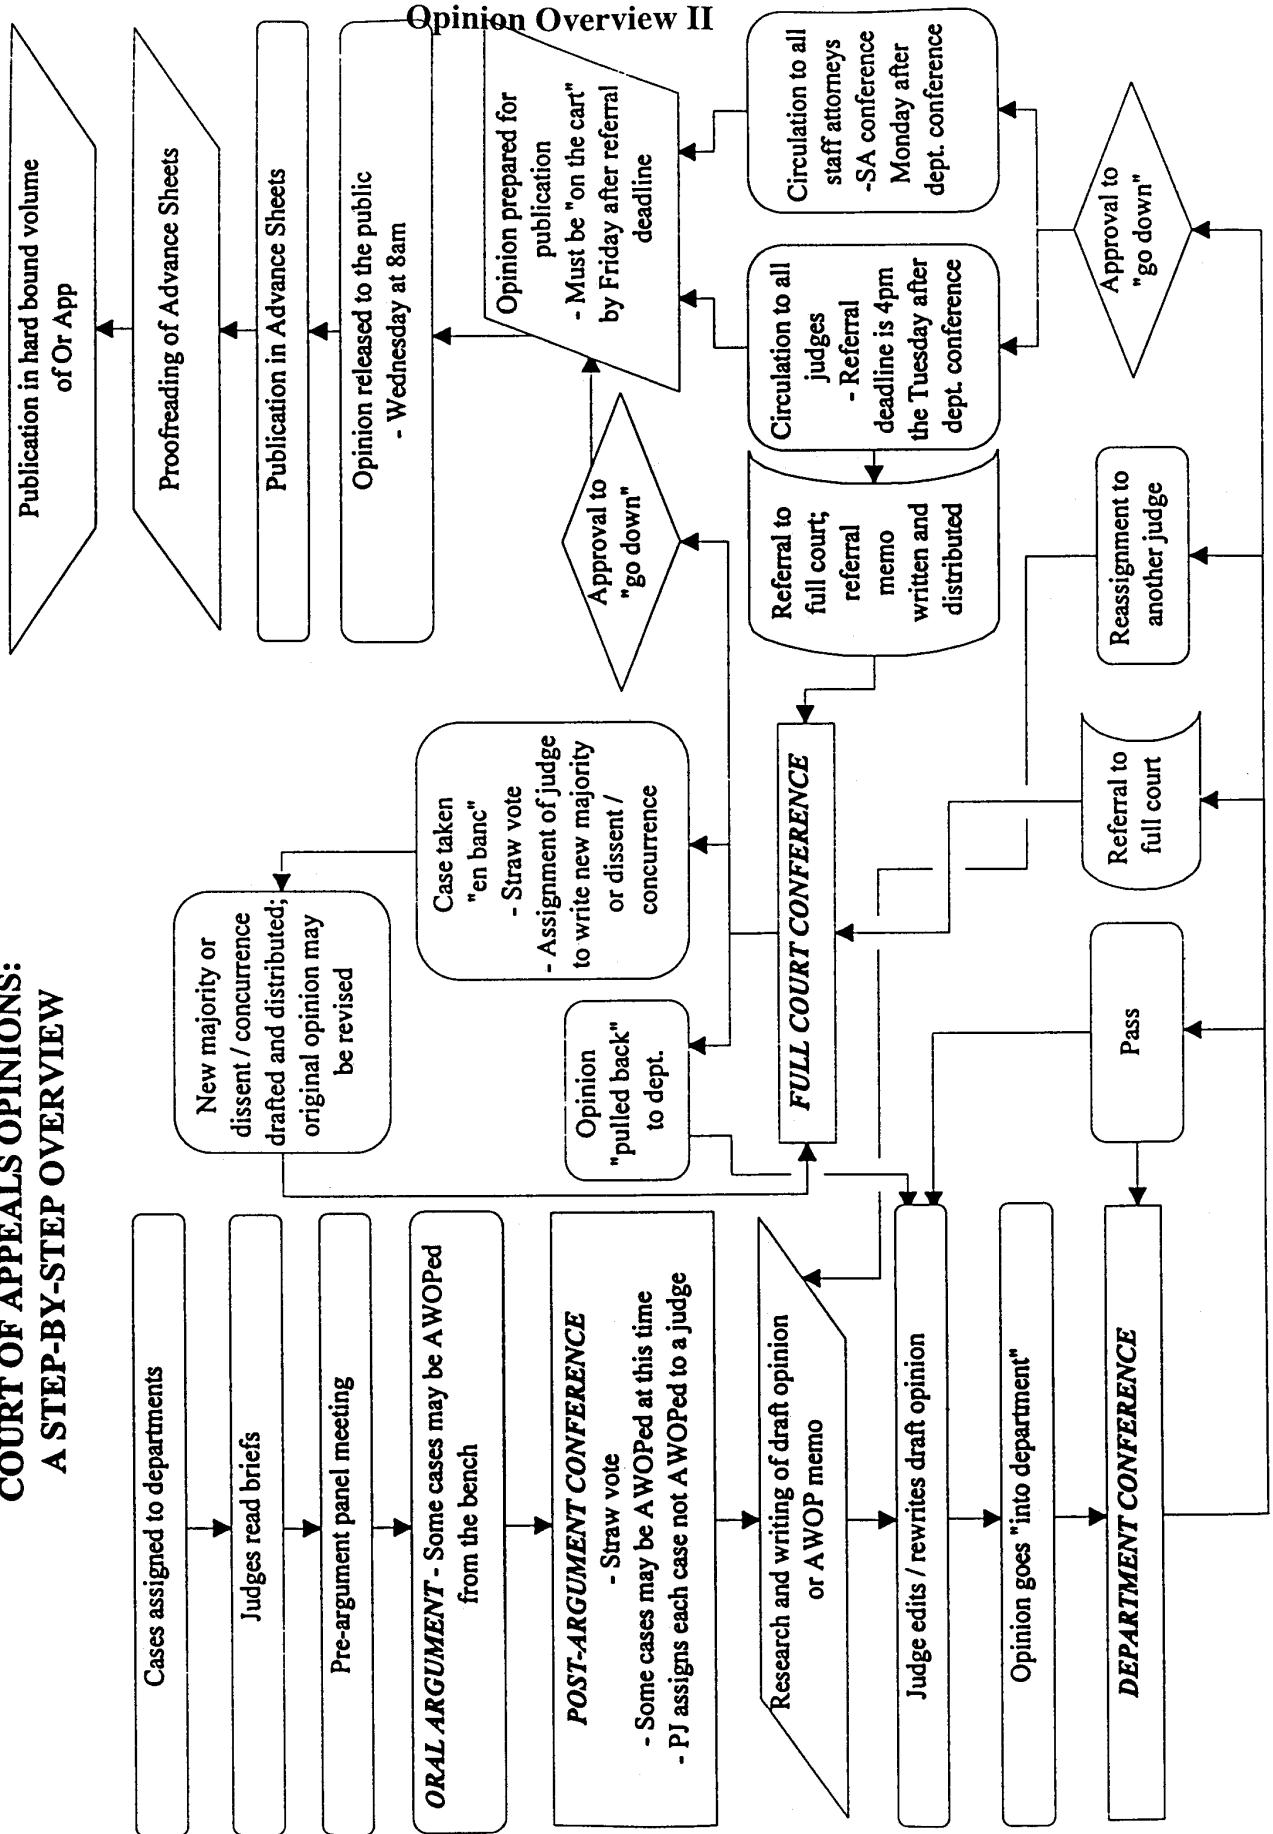 Opinion Overview II
COURT OF APPEALS OPINIONS:
A STEP-BY-STEP OVERVIEW
Cases assigned to departments
Judges read briefs
Pre-argument panel meeting
ORAL ARGUMENT - Some cases may be AWOPed
from the bench
POST-ARGUMENT CONFERENCE
- Straw vote
- Some cases may be AWOPed at this time
- PJ assigns each case not AWOPed to a judge
Research and writing of draft opinion
or AWOP memo
Judge edits / rewrites draft opinion
Opinion goes "into department"
DEPARTMENT CONFERENCE
New majority or
dissent / concurrence
drafted and distributed;
original opinion may
be revised
Case taken
"en banc"
- Straw vote
- Assignment of judge
to write new majority
or dissent /
concurrence
Opinion
"pulled back"
to dept.
FULL COURT CONFERENCE
Pass
Referral to
full court
Reassignment to
another judge
Approval to
"go down"
Publication in hard bound volume
of Or App
Proofreading of Advance Sheets
Publication in Advance Sheets
Opinion released to the public
- Wednesday at 8am
Opinion prepared for
publication
- Must be "on the cart"
by Friday after referral
deadline
Approval to
"go down"
Referral to
full court;
referral
memo
written and
distributed
Circulation to all
judges
- Referral
deadline is 4pm
the Tuesday after
dept. conference
Circulation to all
staff attorneys
-SA conference
Monday after
dept. conference